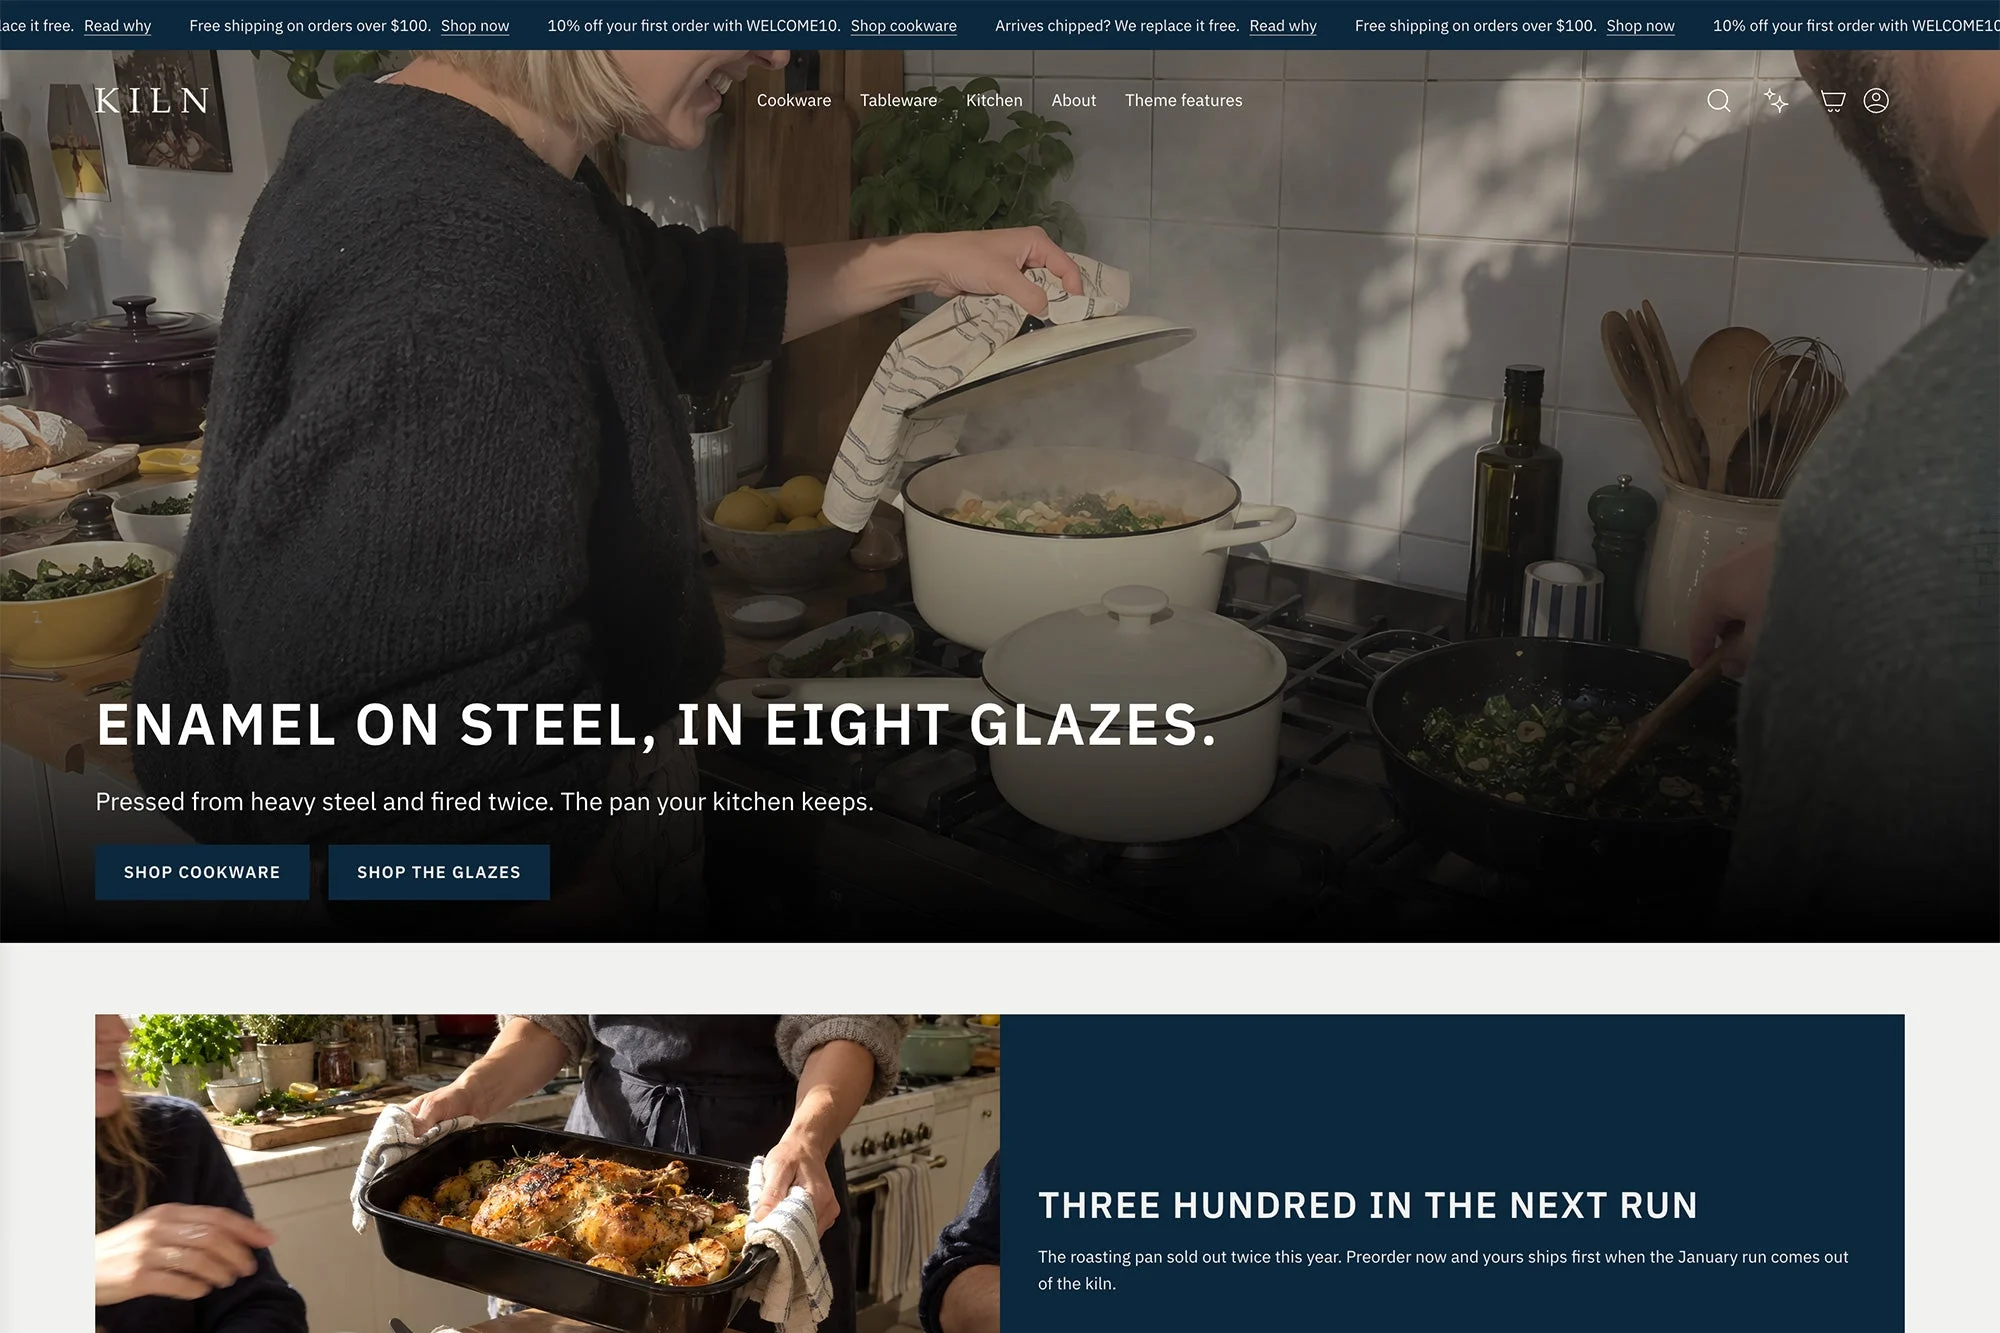 lace it free. Read why Free shipping on orders over $100. Shop now 10% off your first order with WELCOME10. Shop cookware Arrives chipped? We replace it free. Read why Free shipping on orders over $100. Shop now 10% off your first order with WELCOME10
KILN Cookware Tableware Kitchen About Theme features
ENAMEL ON STEEL, IN EIGHT GLAZES.
Pressed from heavy steel and fired twice. The pan your kitchen keeps.
SHOP COOKWARE SHOP THE GLAZES
THREE HUNDRED IN THE NEXT RUN
The roasting pan sold out twice this year. Preorder now and yours ships first when the January run comes out
of the kiln.